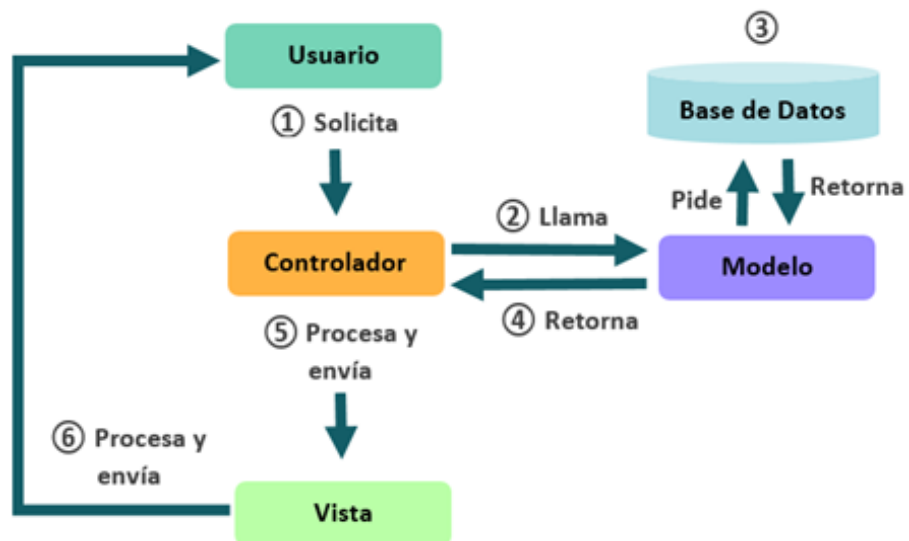 Usuario
③
Base de Datos
① Solicita
Pide
Retorna
② Llama
Controlador
Modelo
④ Retorna
⑤ Procesa y
envía
⑥ Procesa y
envía
Vista